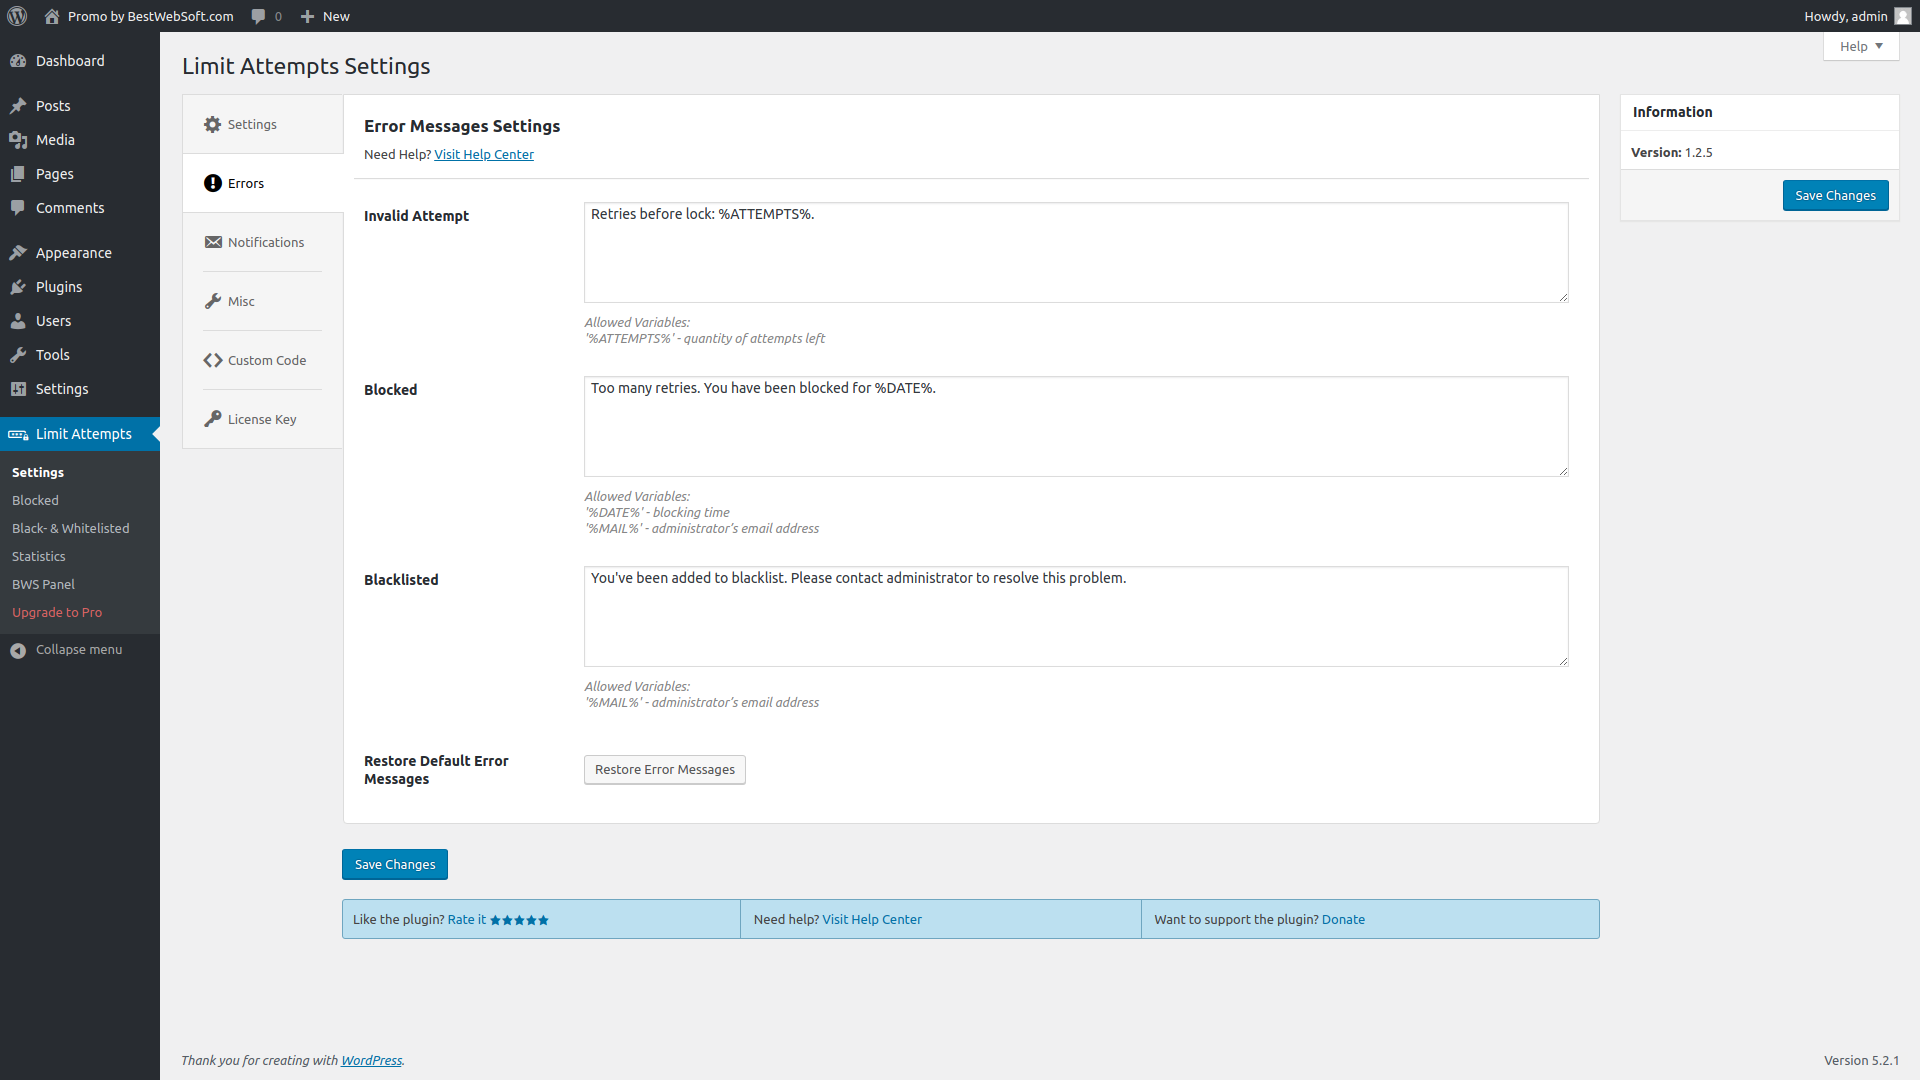 Promo by BestWebSoft.com 0 New Howdy, admin
Help
Dashboard
Posts
Media
Pages
Comments
Appearance
Plugins
Users
Tools
Settings
Limit Attempts
Settings
Blocked
Black- & Whitelisted
Statistics
BWS Panel
Upgrade to Pro
Collapse menu
Limit Attempts Settings
Settings
Errors
Notifications
Misc
Custom Code
License Key
Error Messages Settings
Need Help? Visit Help Center
Invalid Attempt
Retries before lock: %ATTEMPTS%.
Allowed Variables:
'%ATTEMPTS%' - quantity of attempts left
Blocked
Too many retries. You have been blocked for %DATE%.
Allowed Variables:
'%DATE%' - blocking time
'%MAIL%' - administrator's email address
Blacklisted
You've been added to blacklist. Please contact administrator to resolve this problem.
Allowed Variables:
'%MAIL%' - administrator's email address
Restore Default Error
Messages
Restore Error Messages
Save Changes
Like the plugin? Rate it
Need help? Visit Help Center
Want to support the plugin? Donate
Information
Version: 1.2.5
Save Changes
Thank you for creating with WordPress.
Version 5.2.1